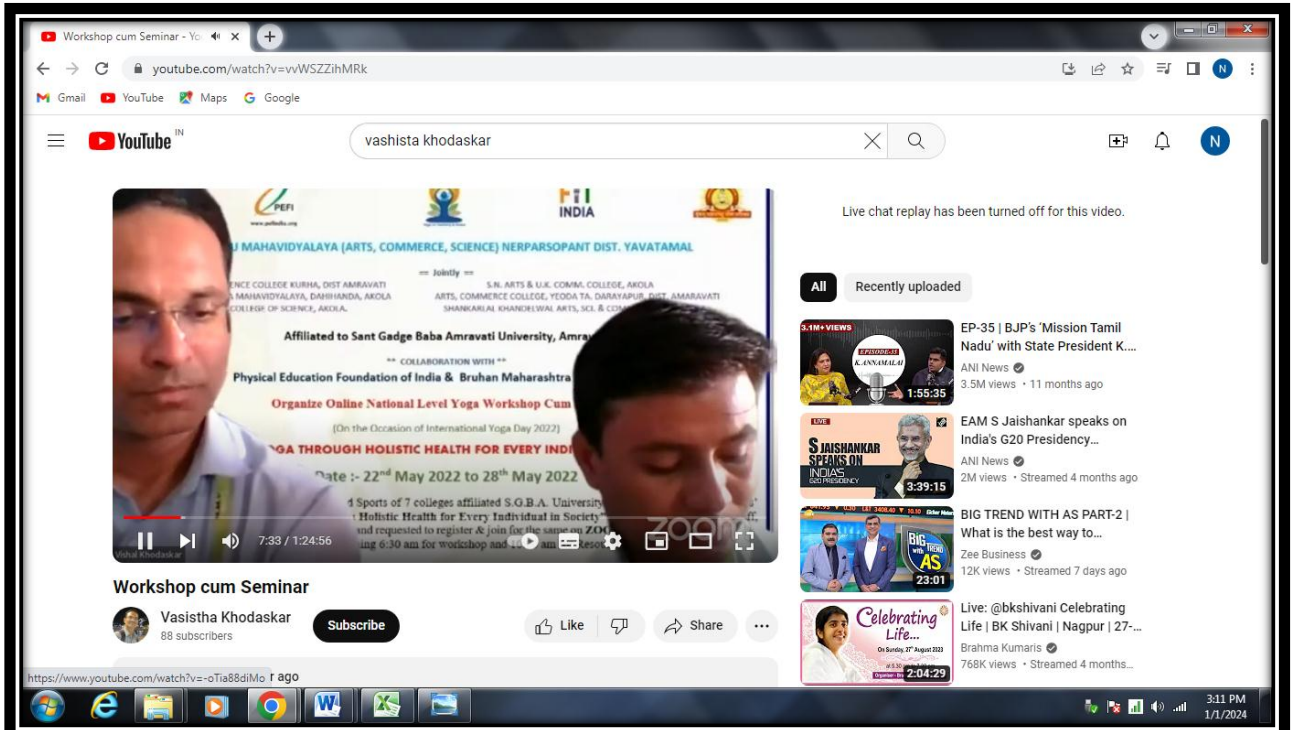 Workshop cum Seminar - Yo
youtube.com/watch?v=vvWSZZihMRk
N
Gmail YouTube Maps Google
YouTube IN
vashista khodaskar
N
PEFI
www.pefiindia.org
FIT
INDIA
U MAHAVIDYALAYA (ARTS, COMMERCE, SCIENCE) NERPARSOPANT DIST. YAVATAMAL
== Jointly ==
ENCE COLLEGE KURHA, DIST AMRAVATI S.N. ARTS & U.K. COMM. COLLEGE, AKOLA
MAHAVIDYALAYA, DAHIHANDA, AKOLA ARTS, COMMERCE COLLEGE, YEODA TA. DARAYAPUR, DIST. AMARAVATI
COLLEGE OF SCIENCE, AKOLA. SHANKARLAL KHANDELWAL ARTS, SCI. & COM
Affiliated to Sant Gadge Baba Amravati University, Amra
** COLLABORATION WITH **
Physical Education Foundation of India & Bruhan Maharashtra
Organize Online National Level Yoga Workshop Cum
(On the Occasion of International Yoga Day 2022)
GA THROUGH HOLISTIC HEALTH FOR EVERY INDI
Date :- 22nd May 2022 to 28th May 2022
d Sports of 7 colleges affiliated S.G.B.A. University
Holistic Health for Every Individual in Society"
and requested to register & join for the same on ZOO
ing 6:30 am for workshop and am Resou
zoom
Vishal Khodaskar
7:33 / 1:24:56
Workshop cum Seminar
Vasistha Khodaskar
88 subscribers
Subscribe
Like
Share
r ago
https://www.youtube.com/watch?v=-oTia88diMo
Live chat replay has been turned off for this video.
All Recently uploaded
3.1M+ VIEWS
EPISODE-35
K.ANNAMALAI
1:55:35
EP-35 | BJP's 'Mission Tamil
Nadu' with State President K....
ANI News
3.5M views • 11 months ago
LIVE
S JAISHANKAR
SPEAKS ON
INDIA'S
G20 PRESIDENCY
3:39:15
EAM S Jaishankar speaks on
India's G20 Presidency...
ANI News
2M views • Streamed 4 months ago
BIG
TREND
with
AS
23:01
BIG TREND WITH AS PART-2 |
What is the best way to...
Zee Business
12K views • Streamed 7 days ago
Celebrating
Life...
On Sunday, 27th August 2023
2:04:29
Live: @bkshivani Celebrating
Life | BK Shivani | Nagpur | 27-...
Brahma Kumaris
768K views • Streamed 4 months...
3:11 PM
1/1/2024